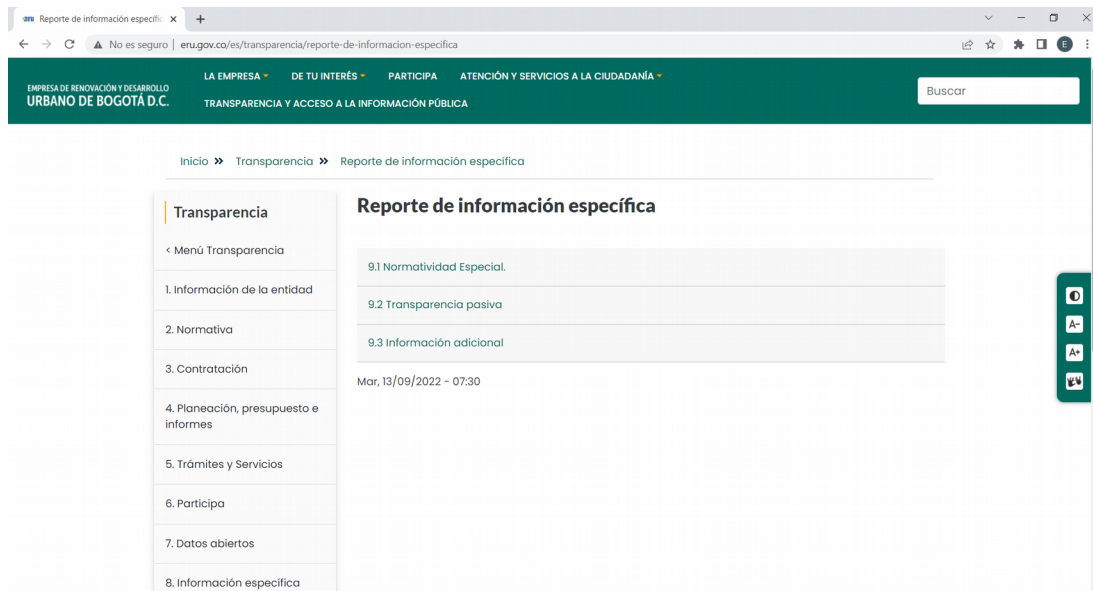 eru Reporte de información específic
No es seguro | eru.gov.co/es/transparencia/reporte-de-informacion-especifica
E
EMPRESA DE RENOVACIÓN Y DESARROLLO
URBANO DE BOGOTÁ D.C.
LA EMPRESA DE TU INTERÉS PARTICIPA ATENCIÓN Y SERVICIOS A LA CIUDADANÍA
TRANSPARENCIA Y ACCESO A LA INFORMACIÓN PÚBLICA
Buscar
Inicio » Transparencia » Reporte de información específica
Transparencia
‹ Menú Transparencia
1. Información de la entidad
2. Normativa
3. Contratación
4. Planeación, presupuesto e
informes
5. Trámites y Servicios
6. Participa
7. Datos abiertos
8. Información específica
Reporte de información específica
9.1 Normatividad Especial.
9.2 Transparencia pasiva
9.3 Información adicional
Mar, 13/09/2022 - 07:30
A-
A+